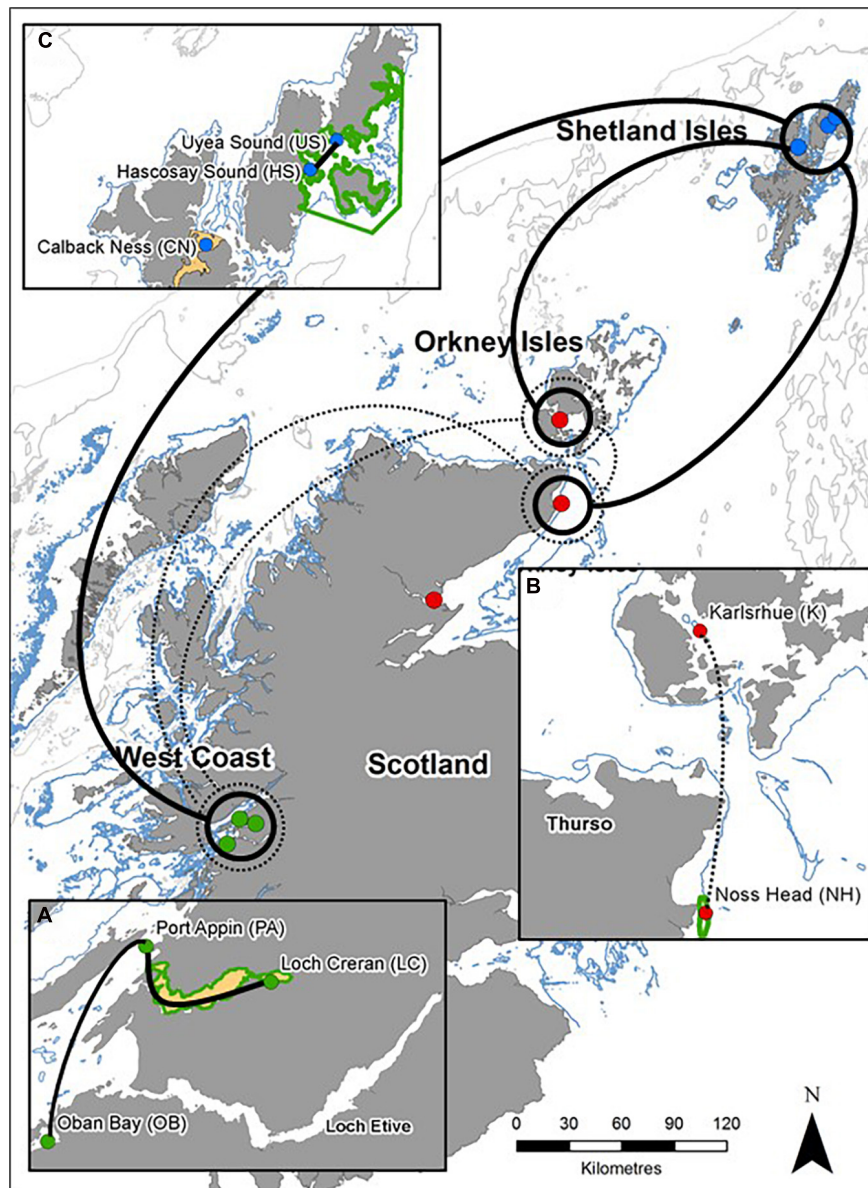 C
Uyea Sound (US)
Hascosay Sound (HS)
Calback Ness (CN)
Shetland Isles
Orkney Isles
B
Karlsrhue (K)
Thurso
Noss Head (NH)
West Coast
Scotland
A
Port Appin (PA)
Loch Creran (LC)
Oban Bay (OB)
Loch Etive
N
0 30 60 90 120
Kilometres